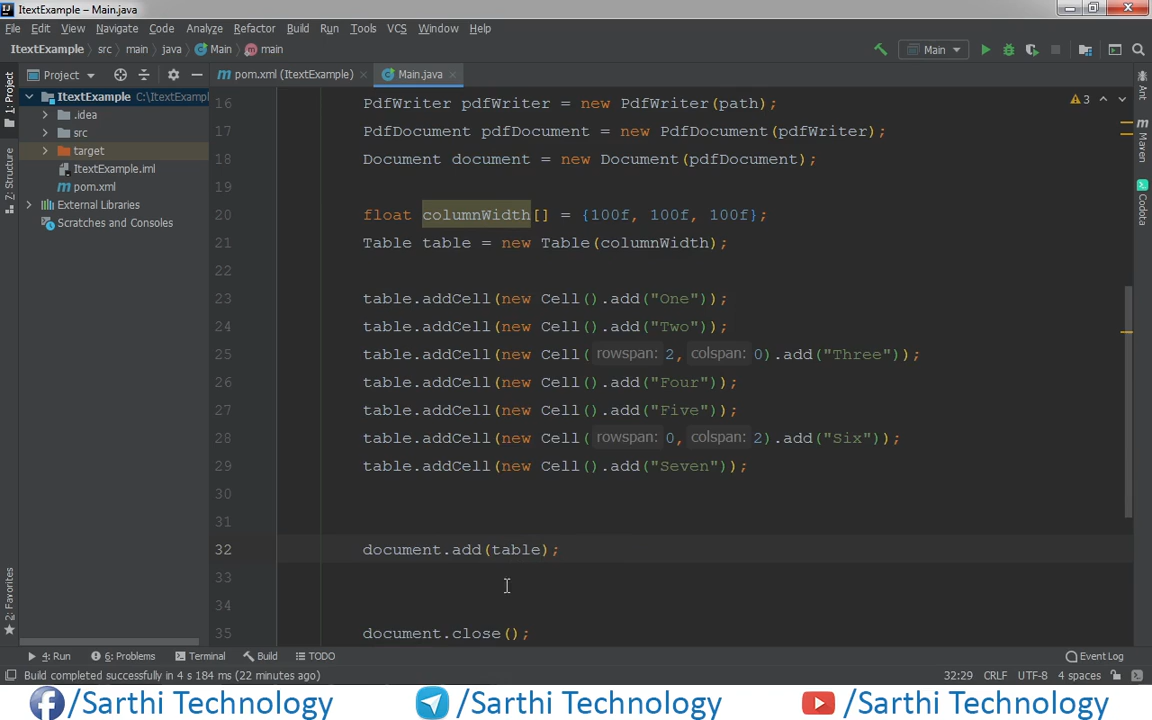 ItextExample – Main.java
File Edit View Navigate Code Analyze Refactor Build Run Tools VCS Window Help
ItextExample src main java Main main Main
1: Project
Z: Structure
2: Favorites
Project
pom.xml (ItextExample) Main.java
ItextExample C:\ItextExampl
.idea
src
target
ItextExample.iml
pom.xml
External Libraries
Scratches and Consoles
3
16 PdfWriter pdfWriter = new PdfWriter(path);
17 PdfDocument pdfDocument = new PdfDocument(pdfWriter);
18 Document document = new Document(pdfDocument);
19
20 float columnWidth[] = {100f, 100f, 100f};
21 Table table = new Table(columnWidth);
22
23 table.addCell(new Cell().add("One"));
24 table.addCell(new Cell().add("Two"));
25 table.addCell(new Cell( rowspan: 2, colspan: 0).add("Three"));
26 table.addCell(new Cell().add("Four"));
27 table.addCell(new Cell().add("Five"));
28 table.addCell(new Cell( rowspan: 0, colspan: 2).add("Six"));
29 table.addCell(new Cell().add("Seven"));
30
31
32 document.add(table);
33
34
35 document.close();
Ant
Maven
Codota
4: Run 6: Problems Terminal Build TODO Event Log
Build completed successfully in 4 s 184 ms (22 minutes ago) 32:29 CRLF UTF-8 4 spaces
/Sarthi Technology /Sarthi Technology /Sarthi Technology